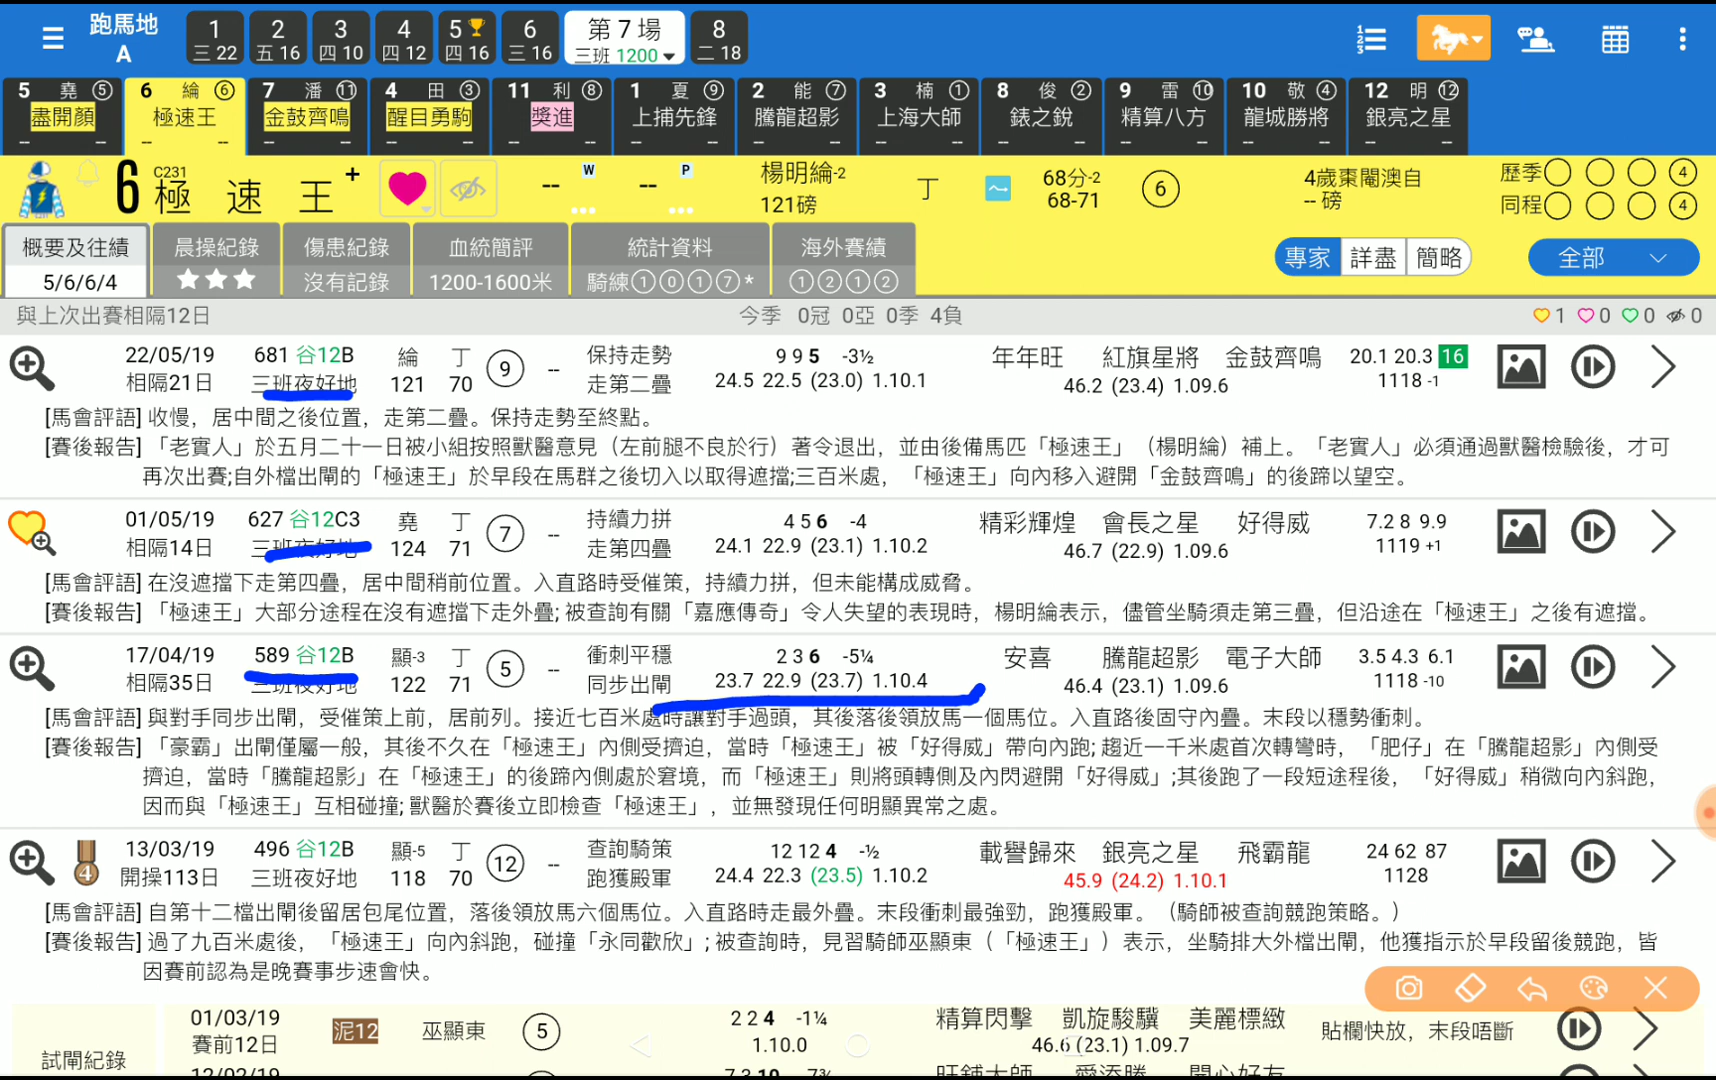 跑馬地 A
1 三 22
2 五 16
3 四 10
4 四 12
5 四 16
6 三 16
第 7 場 三班 1200
8 二 18
5 堯 ⑤ 盡開顏 -- --
6 綸 ⑥ 極速王 -- --
7 潘 ⑪ 金鼓齊鳴 -- --
4 田 ③ 醒目勇駒 -- --
11 利 ⑧ 獎進 -- --
1 夏 ⑨ 上捕先鋒 -- --
2 能 ⑦ 騰龍超影 -- --
3 楠 ① 上海大師 -- --
8 俊 ② 錶之銳 -- --
9 雷 ⑩ 精算八方 -- --
10 敬 ④ 龍城勝將 -- --
12 明 ⑫ 銀亮之星 -- --
6 C231 極速王 + -- W -- P 楊明綸-2 丁 68分-2 ⑥ 4歲棗閹澳自 歷季 ④
121磅 68-71 -- 磅 同程 ④
概要及往績 晨操紀錄 傷患紀錄 血統簡評 統計資料 海外賽績 專家 詳盡 簡略 全部
5/6/6/4 ★★★ 沒有記錄 1200-1600米 騎練①⓪①⑦* ①②①②
與上次出賽相隔12日 今季 0冠 0亞 0季 4負 1 0 0 0
22/05/19 681 谷12B 綸 丁 ⑨ -- 保持走勢 9 9 5 -3½ 年年旺 紅旗星將 金鼓齊鳴 20.1 20.3 16
相隔21日 三班夜好地 121 70 走第二疊 24.5 22.5 (23.0) 1.10.1 46.2 (23.4) 1.09.6 1118 -1
[馬會評語] 收慢，居中間之後位置，走第二疊。保持走勢至終點。
[賽後報告]「老實人」於五月二十一日被小組按照獸醫意見（左前腿不良於行）著令退出，並由後備馬匹「極速王」（楊明綸）補上。「老實人」必須通過獸醫檢驗後，才可
再次出賽;自外檔出閘的「極速王」於早段在馬群之後切入以取得遮擋;三百米處，「極速王」向內移入避開「金鼓齊鳴」的後蹄以望空。
01/05/19 627 谷12C3 堯 丁 ⑦ -- 持續力拼 4 5 6 -4 精彩輝煌 會長之星 好得威 7.2 8 9.9
相隔14日 三班夜好地 124 71 走第四疊 24.1 22.9 (23.1) 1.10.2 46.7 (22.9) 1.09.6 1119 +1
[馬會評語] 在沒遮擋下走第四疊，居中間稍前位置。入直路時受催策，持續力拼，但未能構成威脅。
[賽後報告]「極速王」大部分途程在沒有遮擋下走外疊; 被查詢有關「嘉應傳奇」令人失望的表現時，楊明綸表示，儘管坐騎須走第三疊，但沿途在「極速王」之後有遮擋。
17/04/19 589 谷12B 顯-3 丁 ⑤ -- 衝刺平穩 2 3 6 -5¼ 安喜 騰龍超影 電子大師 3.5 4.3 6.1
相隔35日 三班夜好地 122 71 同步出閘 23.7 22.9 (23.7) 1.10.4 46.4 (23.1) 1.09.6 1118 -10
[馬會評語] 與對手同步出閘，受催策上前，居前列。接近七百米處時讓對手過頭，其後落後領放馬一個馬位。入直路後固守內疊。末段以穩勢衝刺。
[賽後報告]「豪霸」出閘僅屬一般，其後不久在「極速王」內側受擠迫，當時「極速王」被「好得威」帶向內跑; 趨近一千米處首次轉彎時，「肥仔」在「騰龍超影」內側受
擠迫，當時「騰龍超影」在「極速王」的後蹄內側處於窘境，而「極速王」則將頭轉側及內閃避開「好得威」;其後跑了一段短途程後，「好得威」稍微向內斜跑，
因而與「極速王」互相碰撞; 獸醫於賽後立即檢查「極速王」，並無發現任何明顯異常之處。
4 13/03/19 496 谷12B 顯-5 丁 ⑫ -- 查詢騎策 12 12 4 -½ 載譽歸來 銀亮之星 飛霸龍 24 62 87
開操113日 三班夜好地 118 70 跑獲殿軍 24.4 22.3 (23.5) 1.10.2 45.9 (24.2) 1.10.1 1128
[馬會評語] 自第十二檔出閘後留居包尾位置，落後領放馬六個馬位。入直路時走最外疊。末段衝刺最強勁，跑獲殿軍。（騎師被查詢競跑策略。）
[賽後報告] 過了九百米處後，「極速王」向內斜跑，碰撞「永同歡欣」; 被查詢時，見習騎師巫顯東（「極速王」）表示，坐騎排大外檔出閘，他獲指示於早段留後競跑，皆
因賽前認為是晚賽事步速會快。
試閘紀錄 01/03/19 泥12 巫顯東 ⑤ 2 2 4 -1¼ 精算閃擊 凱旋駿驥 美麗標緻 貼欄快放，末段唔斷
賽前12日 1.10.0 46.6 (23.1) 1.09.7